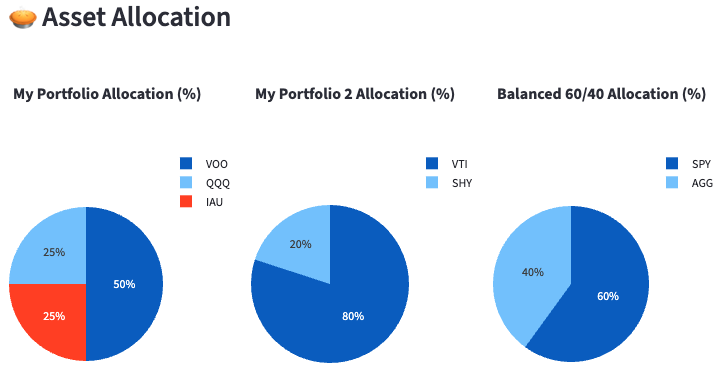 Asset Allocation
My Portfolio Allocation (%)
VOO
QQQ
IAU
25%
50%
25%
My Portfolio 2 Allocation (%)
VTI
SHY
20%
80%
Balanced 60/40 Allocation (%)
SPY
AGG
40%
60%